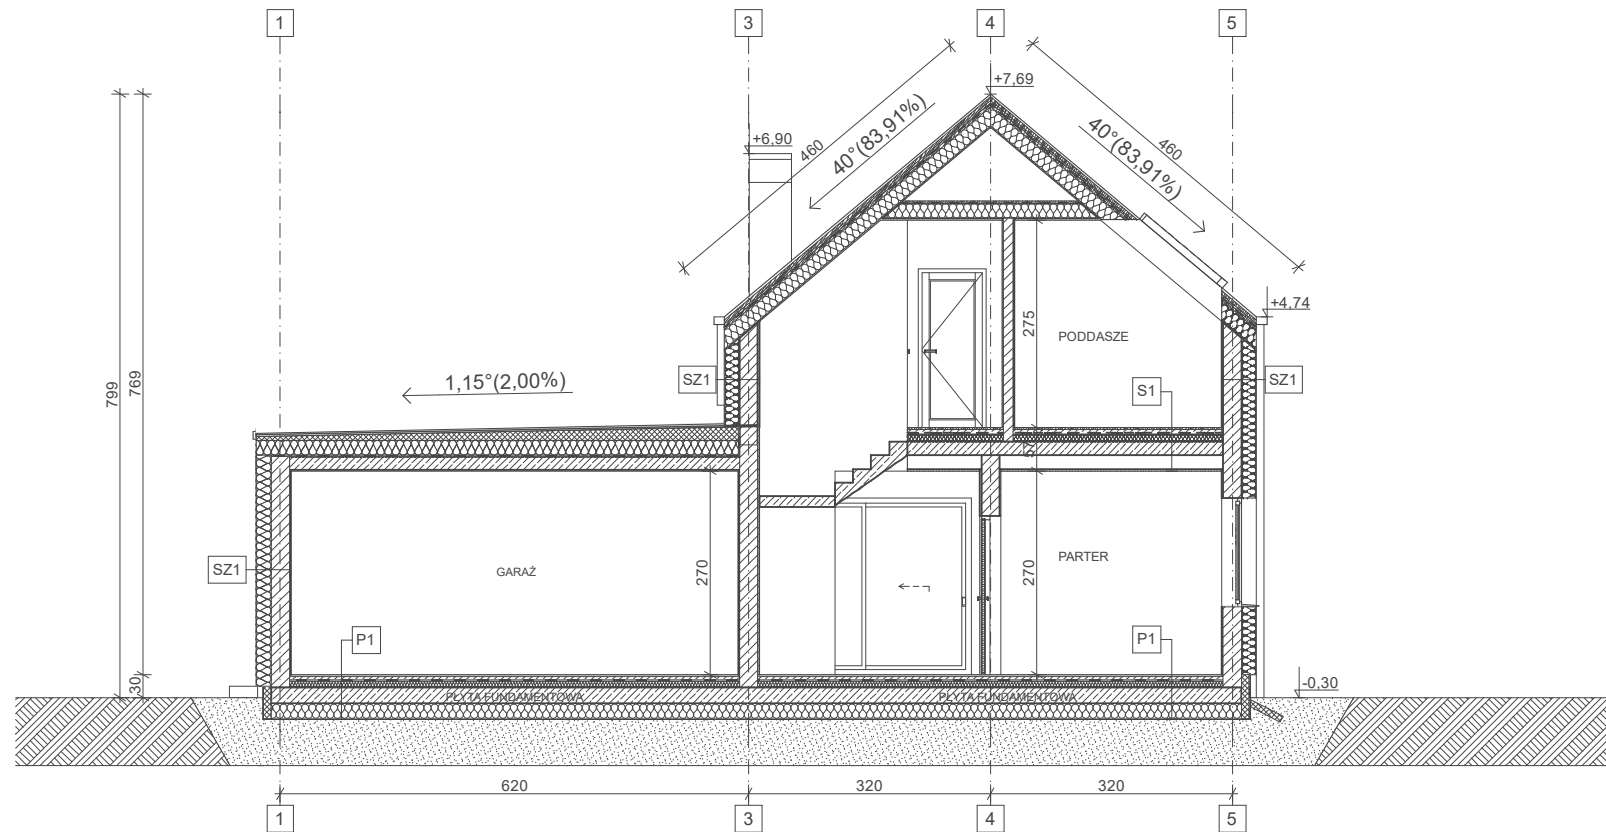 1
3
4
5
+7,69
+6,90
460
40°(83,91%)
40°(83,91%)
460
+4,74
799
769
275
PODDASZE
1,15°(2,00%)
SZ1
S1
SZ1
57
SZ1
GARAŻ
270
270
PARTER
P1
P1
30
PŁYTA FUNDAMENTOWA
PŁYTA FUNDAMENTOWA
-0,30
620
320
320
1
3
4
5